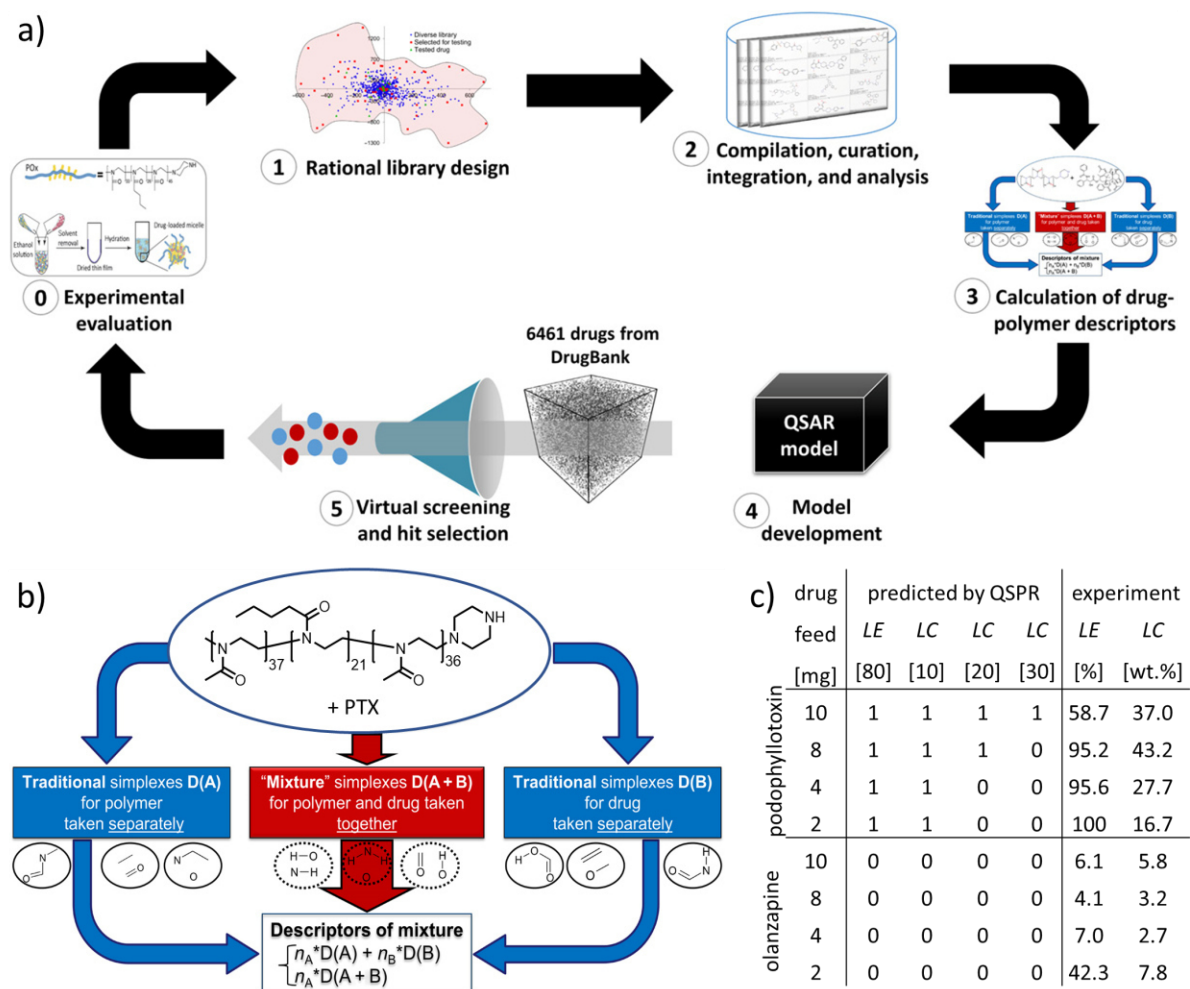 a)
Diverse library
Selected for testing
Tested drug
1 Rational library design
2 Compilation, curation,
integration, and analysis
Traditional simplexes D(A)
for polymer
taken separately
"Mixture" simplexes D(A + B)
for polymer and drug taken
together
Traditional simplexes D(B)
for drug
taken separately
Descriptors of mixture
3 Calculation of drug-
polymer descriptors
POx
Ethanol
solution
Solvent
removal
Hydration
Drug-loaded micelle
Dried thin film
0 Experimental
evaluation
6461 drugs from
DrugBank
QSAR
model
5 Virtual screening
and hit selection
4 Model
development
b)
O
NH
N N N N
37 21 36
O O
+ PTX
Traditional simplexes D(A)
for polymer
taken separately
"Mixture" simplexes D(A + B)
for polymer and drug taken
together
Traditional simplexes D(B)
for drug
taken separately
Descriptors of mixture
nA*D(A) + nB*D(B)
nA*D(A + B)
c)
drug predicted by QSPR experiment
feed LE LC LC LC LE LC
[mg] [80] [10] [20] [30] [%] [wt.%]
podophyllotoxin
10 1 1 1 1 58.7 37.0
8 1 1 1 0 95.2 43.2
4 1 1 0 0 95.6 27.7
2 1 1 0 0 100 16.7
olanzapine
10 0 0 0 0 6.1 5.8
8 0 0 0 0 4.1 3.2
4 0 0 0 0 7.0 2.7
2 0 0 0 0 42.3 7.8